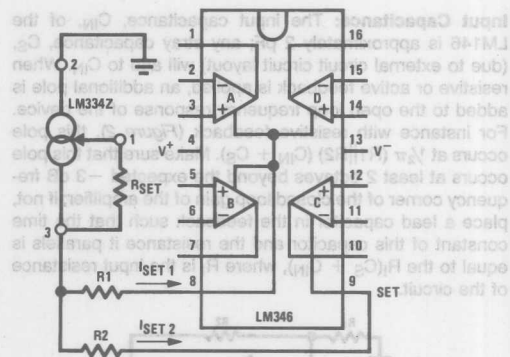 Input Capacitance: The input capacitance, CIN, of the
LM146 is approximately 2 pF; any stray capacitance, CS,
(due to external circuit circuit layout) will add to CIN. When
resistive or active feedback is applied, an additional pole is
added to the open loop frequency response of the device.
For instance with resistive feedback (Figure 2), this pole
occurs at ½π (R1||R2) (CIN + CS). Make sure that this pole
occurs at least 2 octaves beyond the expected −3 dB fre-
quency corner of the closed loop gain of the amplifier; if not,
place a lead capacitor in the feedback such that the time
constant of this capacitor and the resistance it parallels is
equal to the RI(CS + CIN), where RI is the input resistance
of the circuit.
1 16
2 15
2
LM334Z
A D
3 14
1
V+ 4 13 V−
RSET
5 12
B C
6 11
3
7 10
R1 ISET 1 8 9 SET
LM346
R2 ISET 2